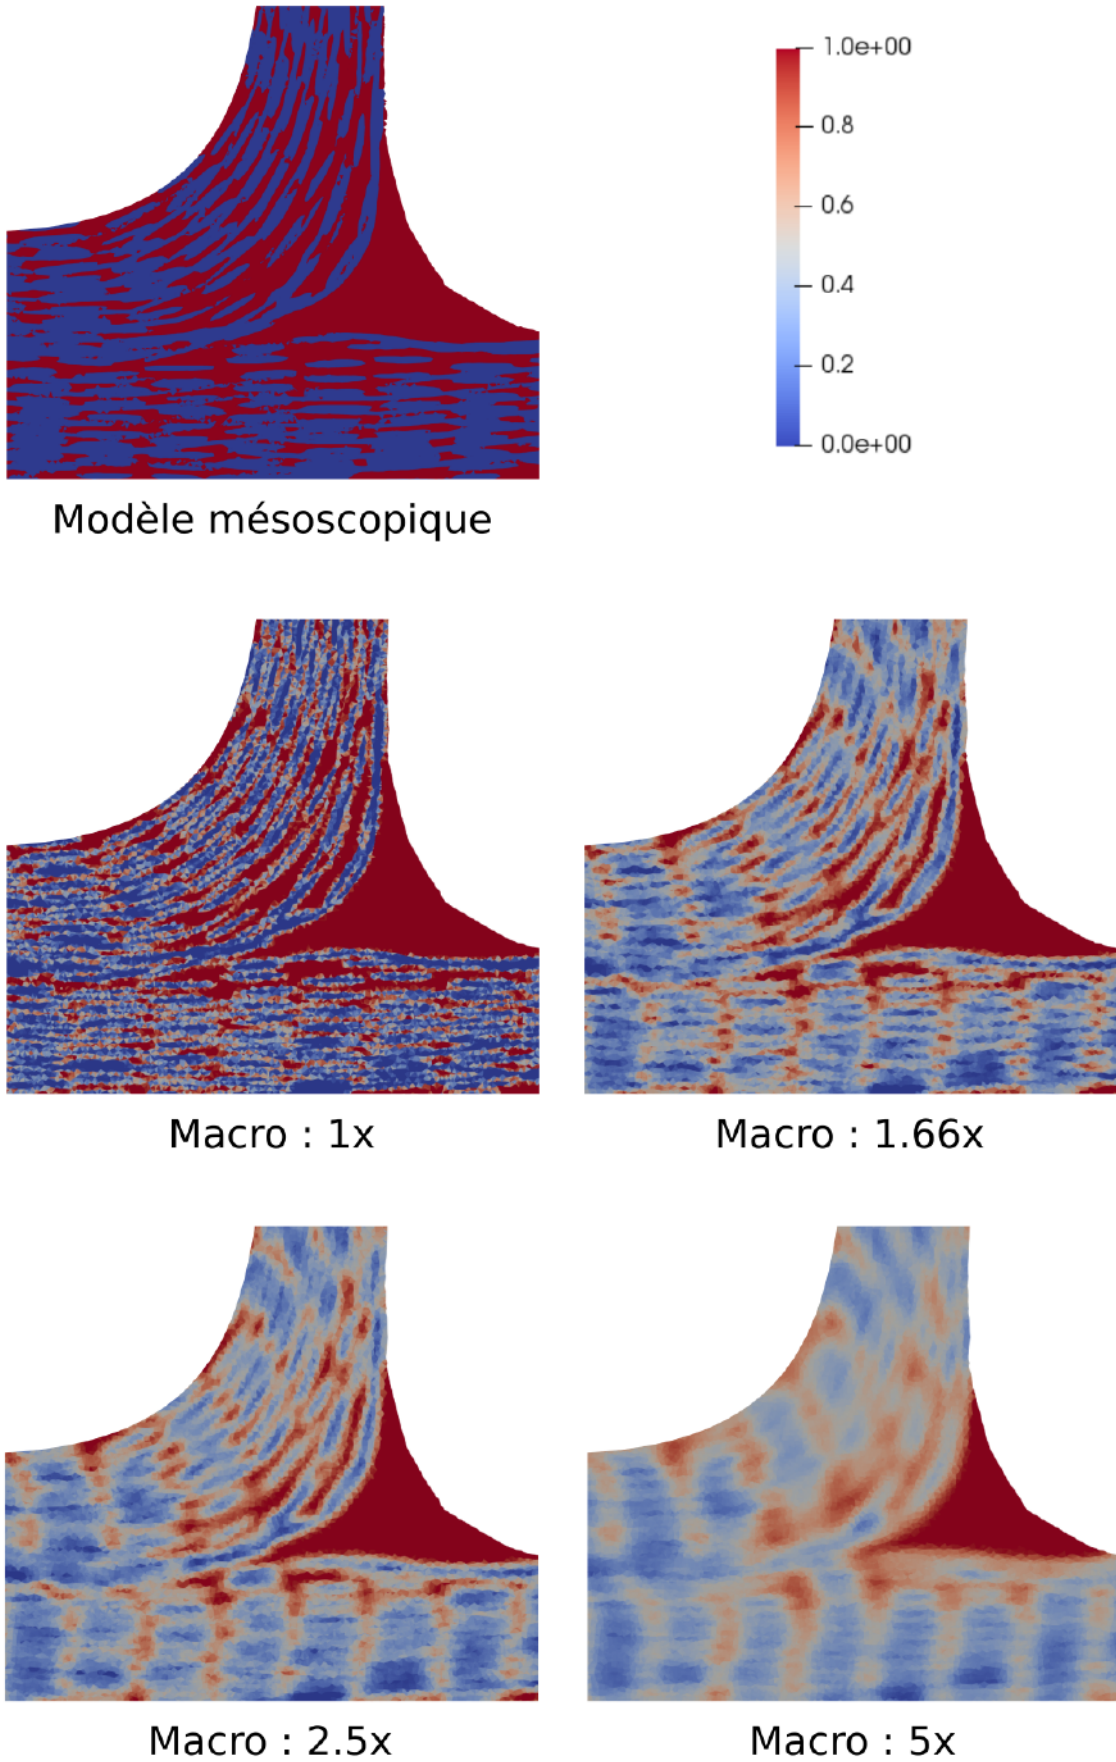 1.0e+00
0.8
0.6
0.4
0.2
0.0e+00
Modèle mésoscopique
Macro : 1x
Macro : 1.66x
Macro : 2.5x
Macro : 5x